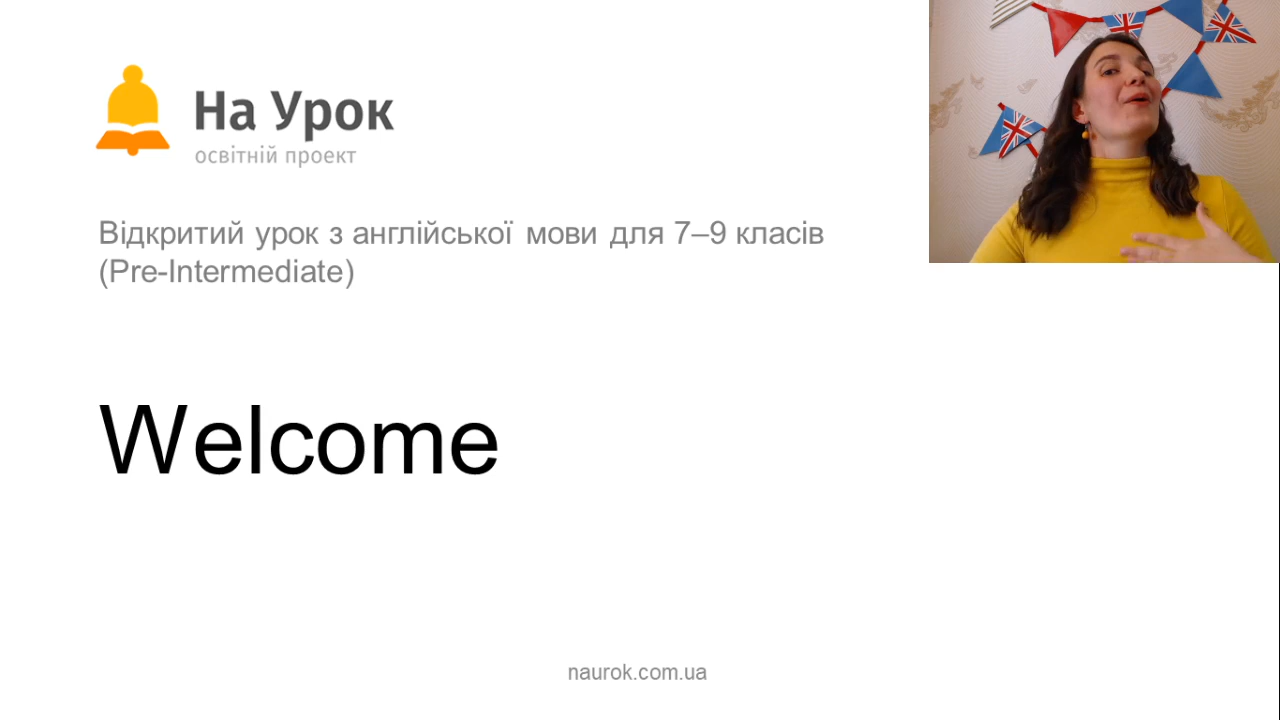 На Урок
освітній проект
Відкритий урок з англійської мови для 7–9 класів
(Pre-Intermediate)
Welcome
naurok.com.ua